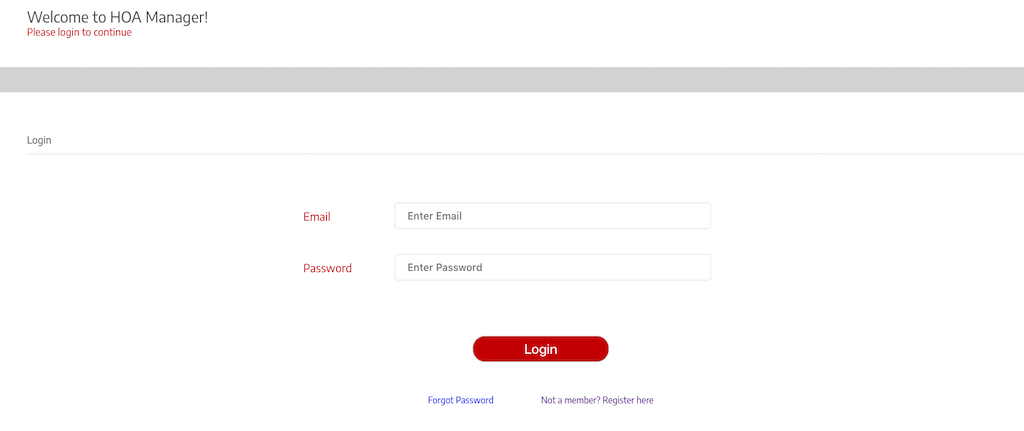 Welcome to HOA Manager!
Please login to continue
Login
Email
Enter Email
Password
Enter Password
Login
Forgot Password
Not a member? Register here